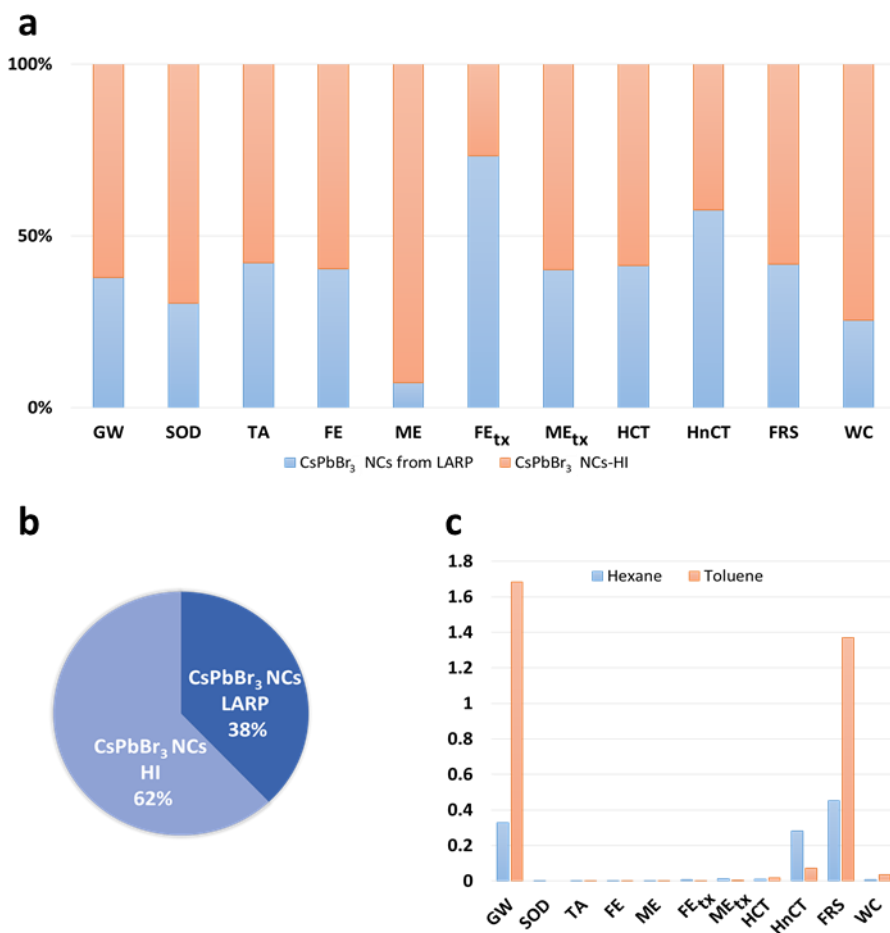 a
100%
50%
0%
GW SOD TA FE ME FEtx MEtx HCT HnCT FRS WC
CsPbBr₃ NCs from LARP CsPbBr₃ NCs-HI
b
CsPbBr₃ NCs
LARP
38%
CsPbBr₃ NCs
HI
62%
c
Hexane Toluene
1.8
1.6
1.4
1.2
1
0.8
0.6
0.4
0.2
0
GW SOD TA FE ME FEtx MEtx HCT HnCT FRS WC